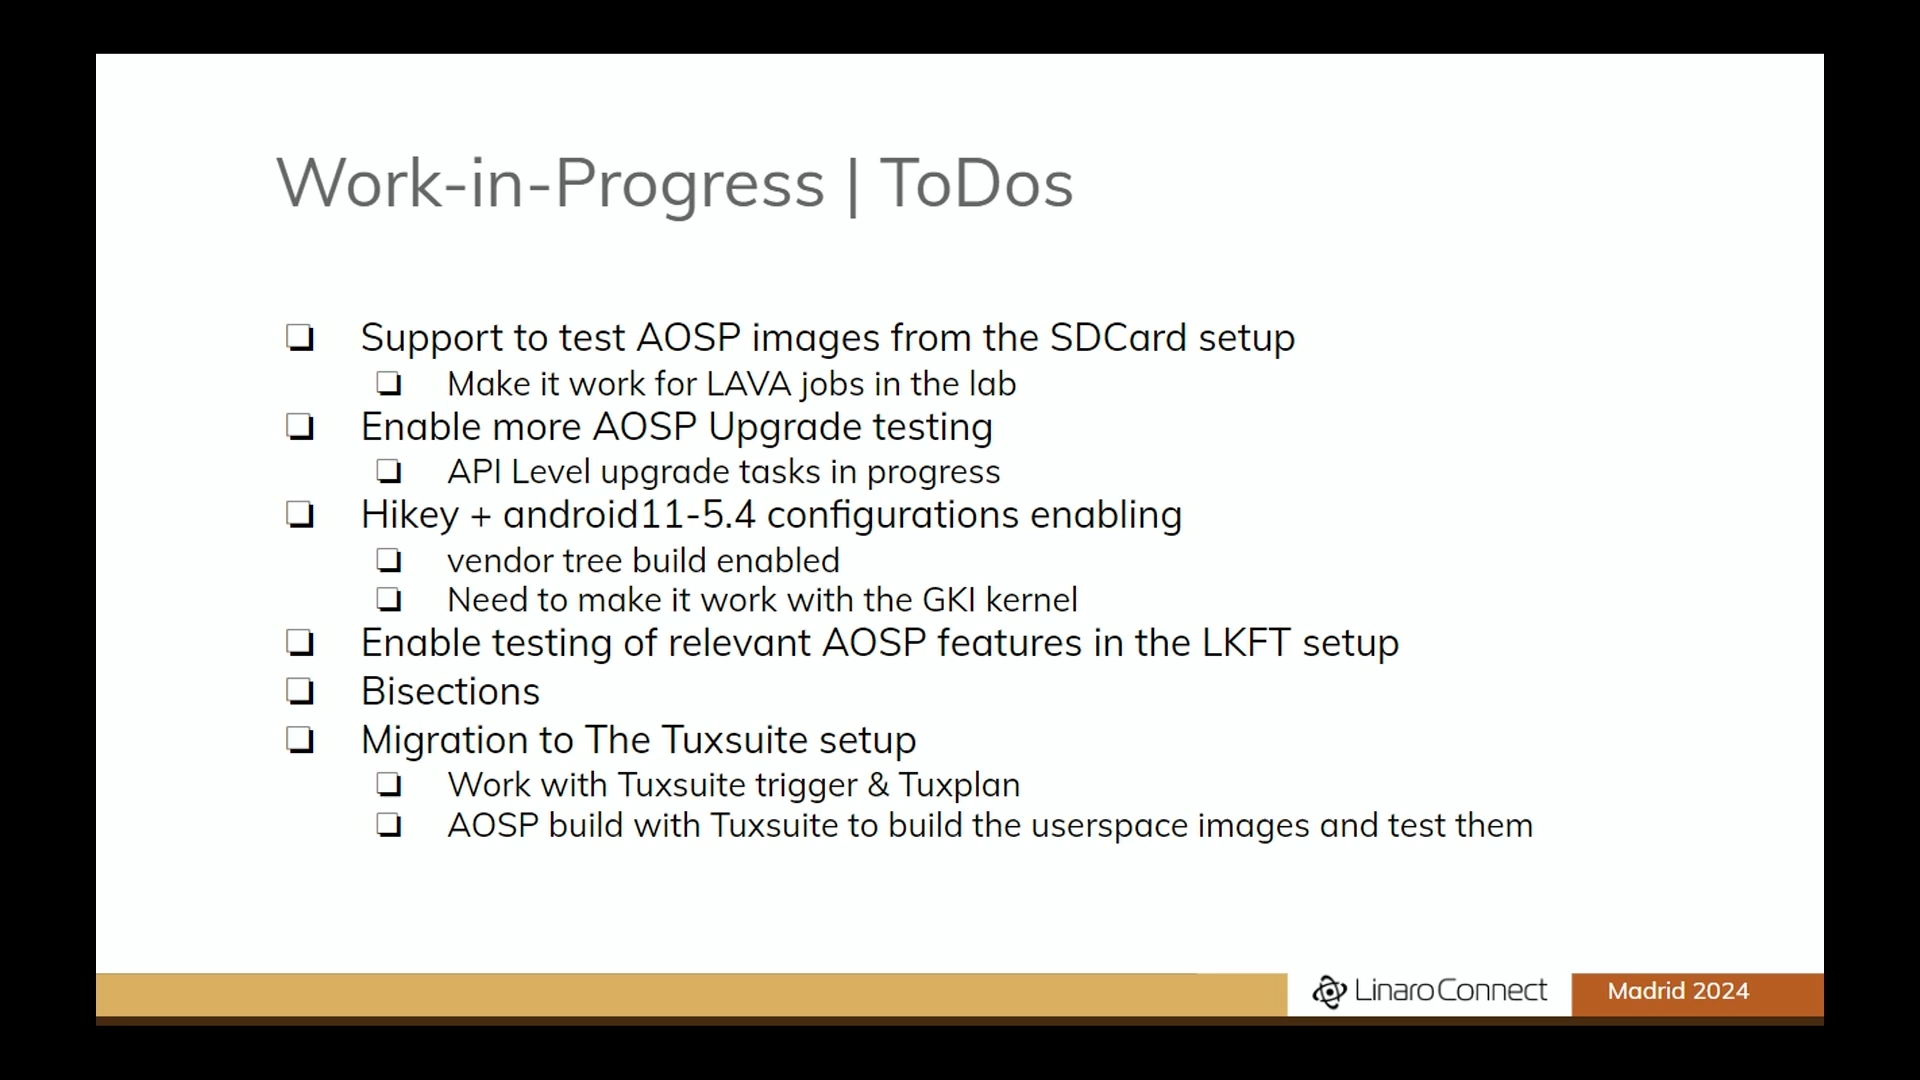 Work-in-Progress | ToDos
Support to test AOSP images from the SDCard setup
Make it work for LAVA jobs in the lab
Enable more AOSP Upgrade testing
API Level upgrade tasks in progress
Hikey + android11-5.4 configurations enabling
vendor tree build enabled
Need to make it work with the GKI kernel
Enable testing of relevant AOSP features in the LKFT setup
Bisections
Migration to The Tuxsuite setup
Work with Tuxsuite trigger & Tuxplan
AOSP build with Tuxsuite to build the userspace images and test them
Linaro Connect
Madrid 2024